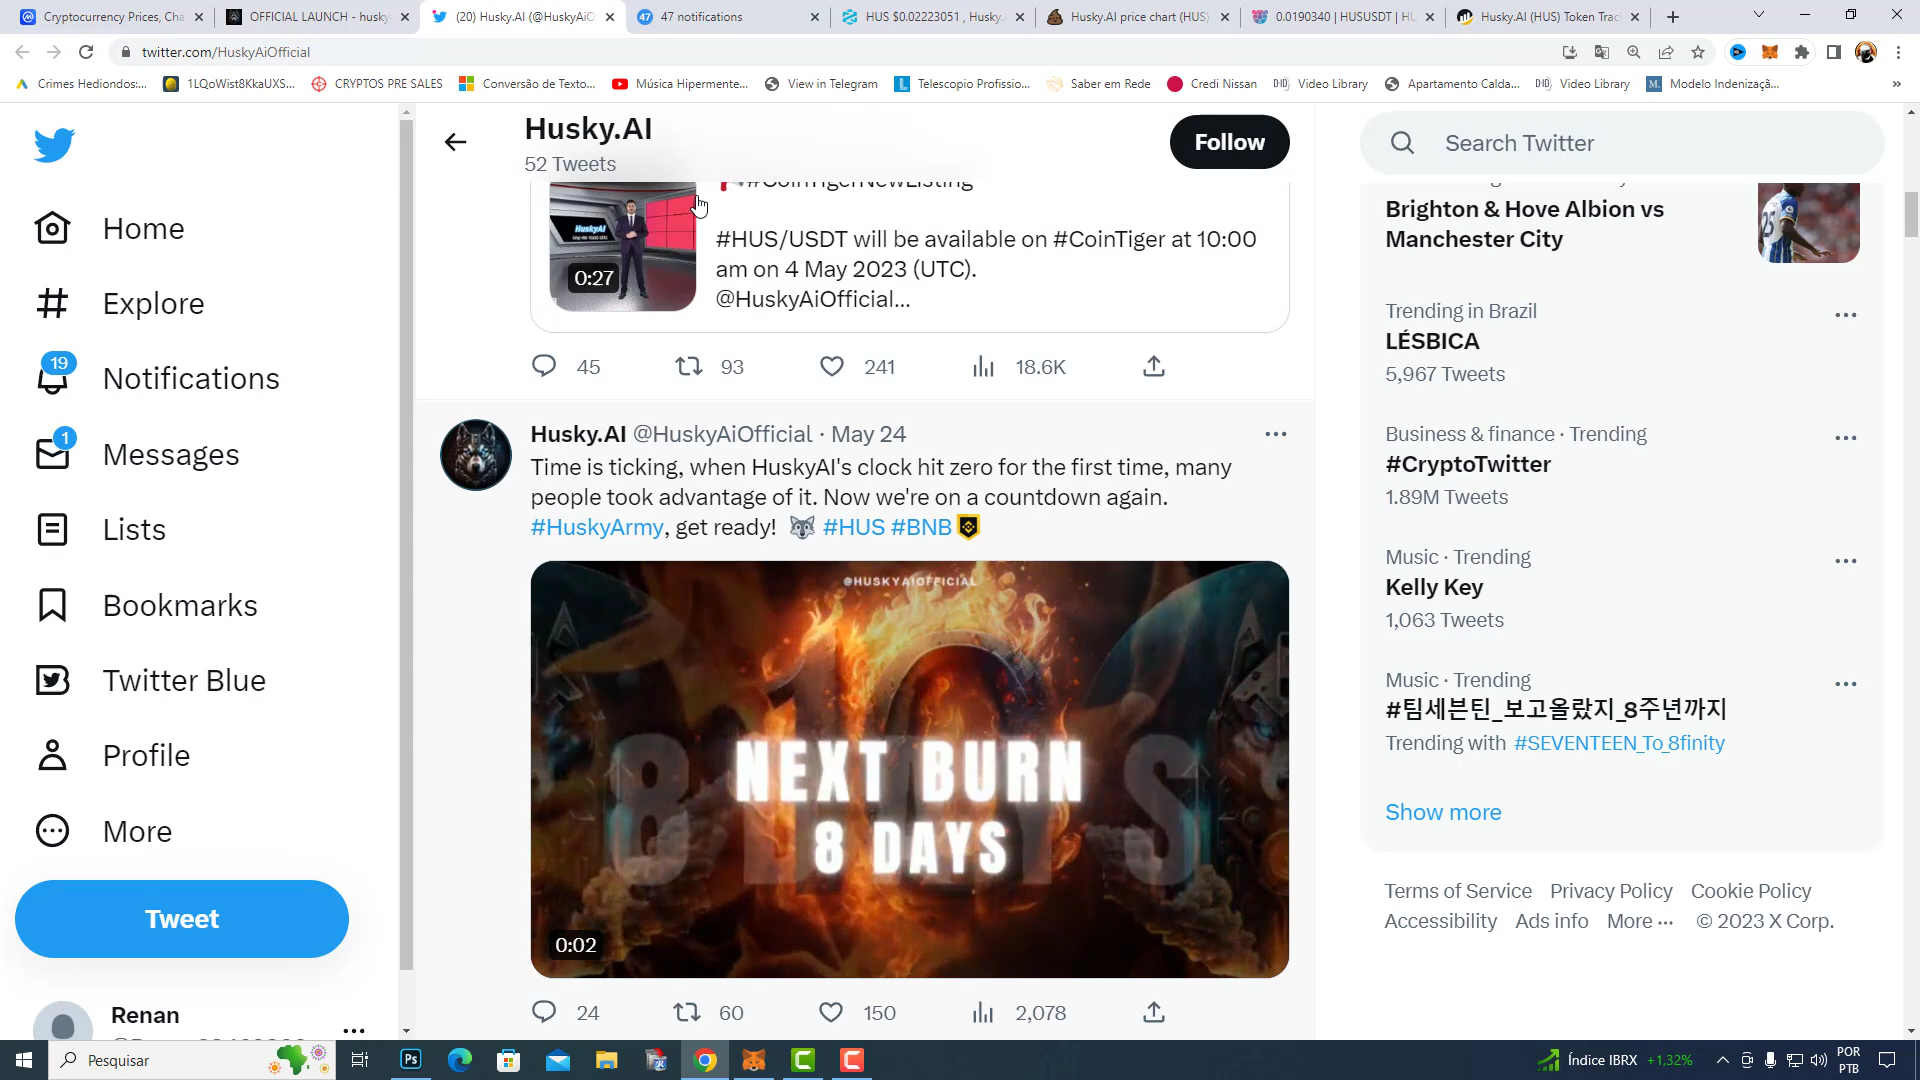 Cryptocurrency Prices, Cha
OFFICIAL LAUNCH - husky
(20) Husky.AI (@HuskyAiO
47
47 notifications
HUS $0.02223051 , Husky.
Husky.AI price chart (HUS)
0.0190340 | HUSUSDT | HU
Husky.AI (HUS) Token Trac
twitter.com/HuskyAiOfficial
Crimes Hediondos:...
1LQoWist8KkaUXS...
CRYPTOS PRE SALES
Conversão de Texto...
Música Hipermente...
View in Telegram
Telescopio Profissio...
Saber em Rede
Credi Nissan
Video Library
Apartamento Calda...
Video Library
Modelo Indenizaçã...
Home
Explore
19
Notifications
1
Messages
Lists
Bookmarks
Twitter Blue
Profile
More
Tweet
Renan
Husky.AI
52 Tweets
Follow
#CoinTigerNewListing
HuskyAI
0:27
#HUS/USDT will be available on #CoinTiger at 10:00
am on 4 May 2023 (UTC).
@HuskyAiOfficial...
45 93 241 18.6K
Husky.AI @HuskyAiOfficial · May 24
Time is ticking, when HuskyAI's clock hit zero for the first time, many
people took advantage of it. Now we're on a countdown again.
#HuskyArmy, get ready! #HUS #BNB
@HUSKYAIOFFICIAL
10
8 DAYS
NEXT BURN
8 DAYS
0:02
24 60 150 2,078
Search Twitter
Brighton & Hove Albion vs
Manchester City
25
Trending in Brazil
LÉSBICA
5,967 Tweets
Business & finance · Trending
#CryptoTwitter
1.89M Tweets
Music · Trending
Kelly Key
1,063 Tweets
Music · Trending
#팀세븐틴_보고올랐지_8주년까지
Trending with #SEVENTEEN_To_8finity
Show more
Terms of Service Privacy Policy Cookie Policy
Accessibility Ads info More ··· © 2023 X Corp.
Pesquisar
Ps
Índice IBRX +1,32%
POR
PTB